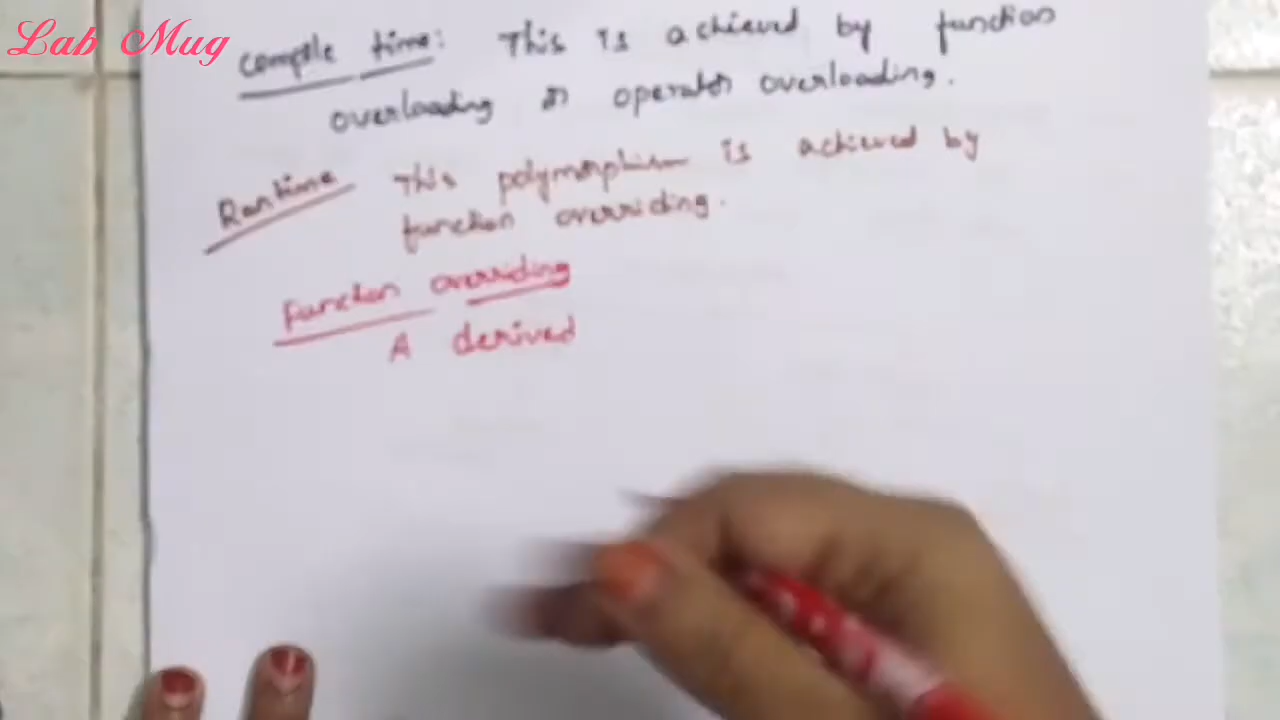 Lab Mug
compile time: This is achieved by function
overloading or operator overloading.
Runtime This polymorphism is achieved by
function overriding.
Function overriding
A derived